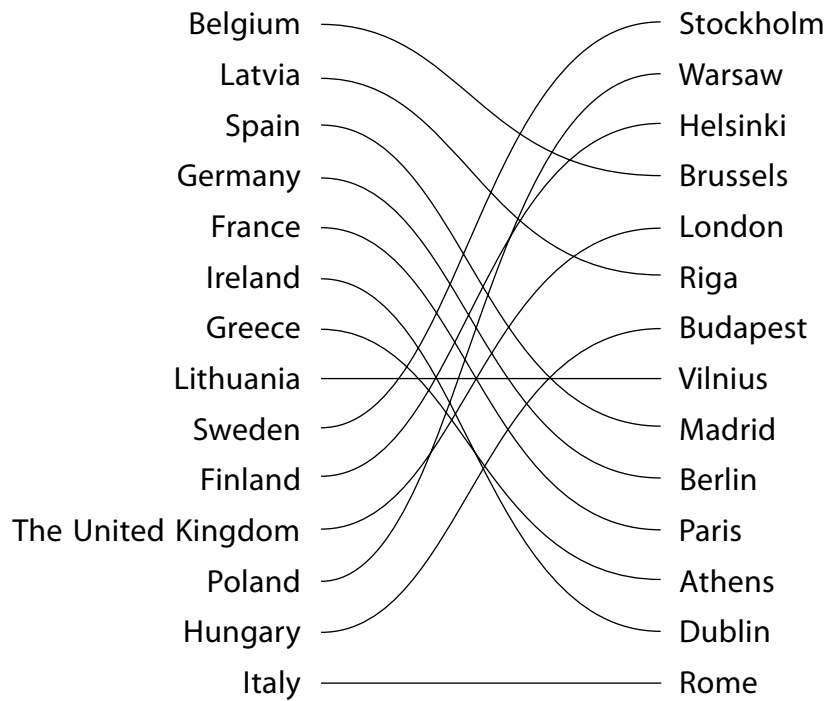 Belgium Stockholm
Latvia Warsaw
Spain Helsinki
Germany Brussels
France London
Ireland Riga
Greece Budapest
Lithuania Vilnius
Sweden Madrid
Finland Berlin
The United Kingdom Paris
Poland Athens
Hungary Dublin
Italy Rome